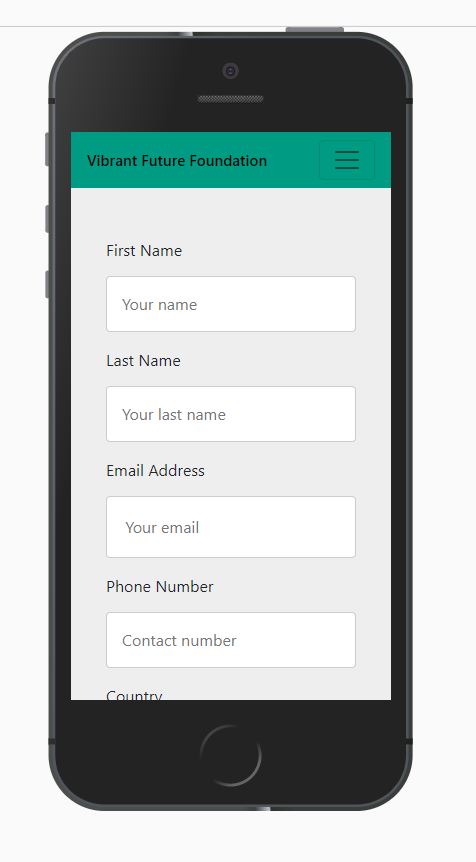 Vibrant Future Foundation
First Name
Your name
Last Name
Your last name
Email Address
Your email
Phone Number
Contact number
Country